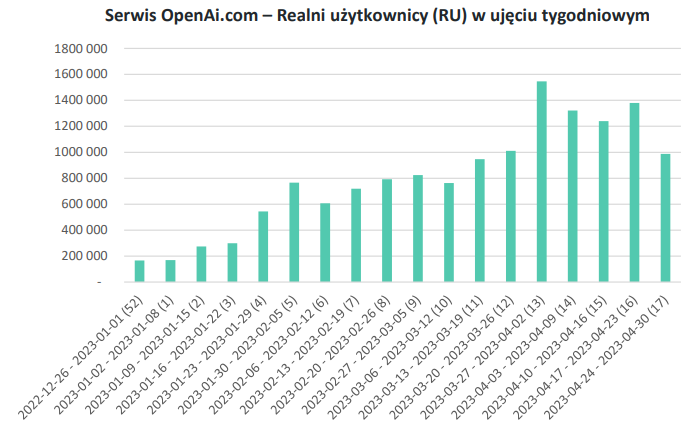 Serwis OpenAi.com – Realni użytkownicy (RU) w ujęciu tygodniowym
1800 000
1600 000
1400 000
1200 000
1000 000
800 000
600 000
400 000
200 000
-
2022-12-26 - 2023-01-01 (52)
2023-01-02 - 2023-01-08 (1)
2023-01-09 - 2023-01-15 (2)
2023-01-16 - 2023-01-22 (3)
2023-01-23 - 2023-01-29 (4)
2023-01-30 - 2023-02-05 (5)
2023-02-06 - 2023-02-12 (6)
2023-02-13 - 2023-02-19 (7)
2023-02-20 - 2023-02-26 (8)
2023-02-27 - 2023-03-05 (9)
2023-03-06 - 2023-03-12 (10)
2023-03-13 - 2023-03-19 (11)
2023-03-20 - 2023-03-26 (12)
2023-03-27 - 2023-04-02 (13)
2023-04-03 - 2023-04-09 (14)
2023-04-10 - 2023-04-16 (15)
2023-04-17 - 2023-04-23 (16)
2023-04-24 - 2023-04-30 (17)